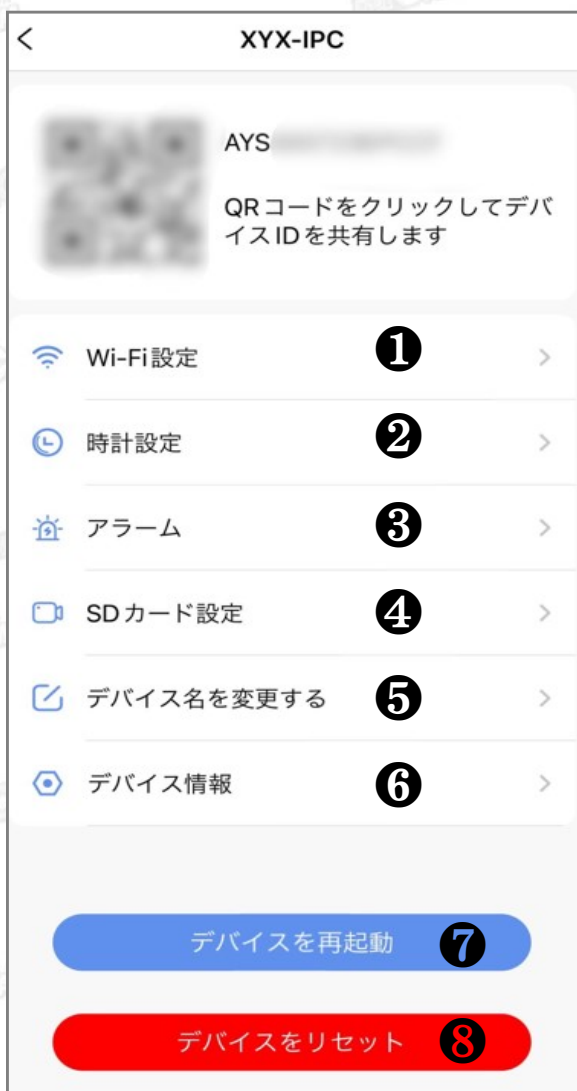 XYX-IPC
AYS
QRコードをクリックしてデバ
イスIDを共有します
Wi-Fi設定 ❶
時計設定 ❷
アラーム ❸
SDカード設定 ❹
デバイス名を変更する ❺
デバイス情報 ❻
デバイスを再起動 ❼
デバイスをリセット ❽